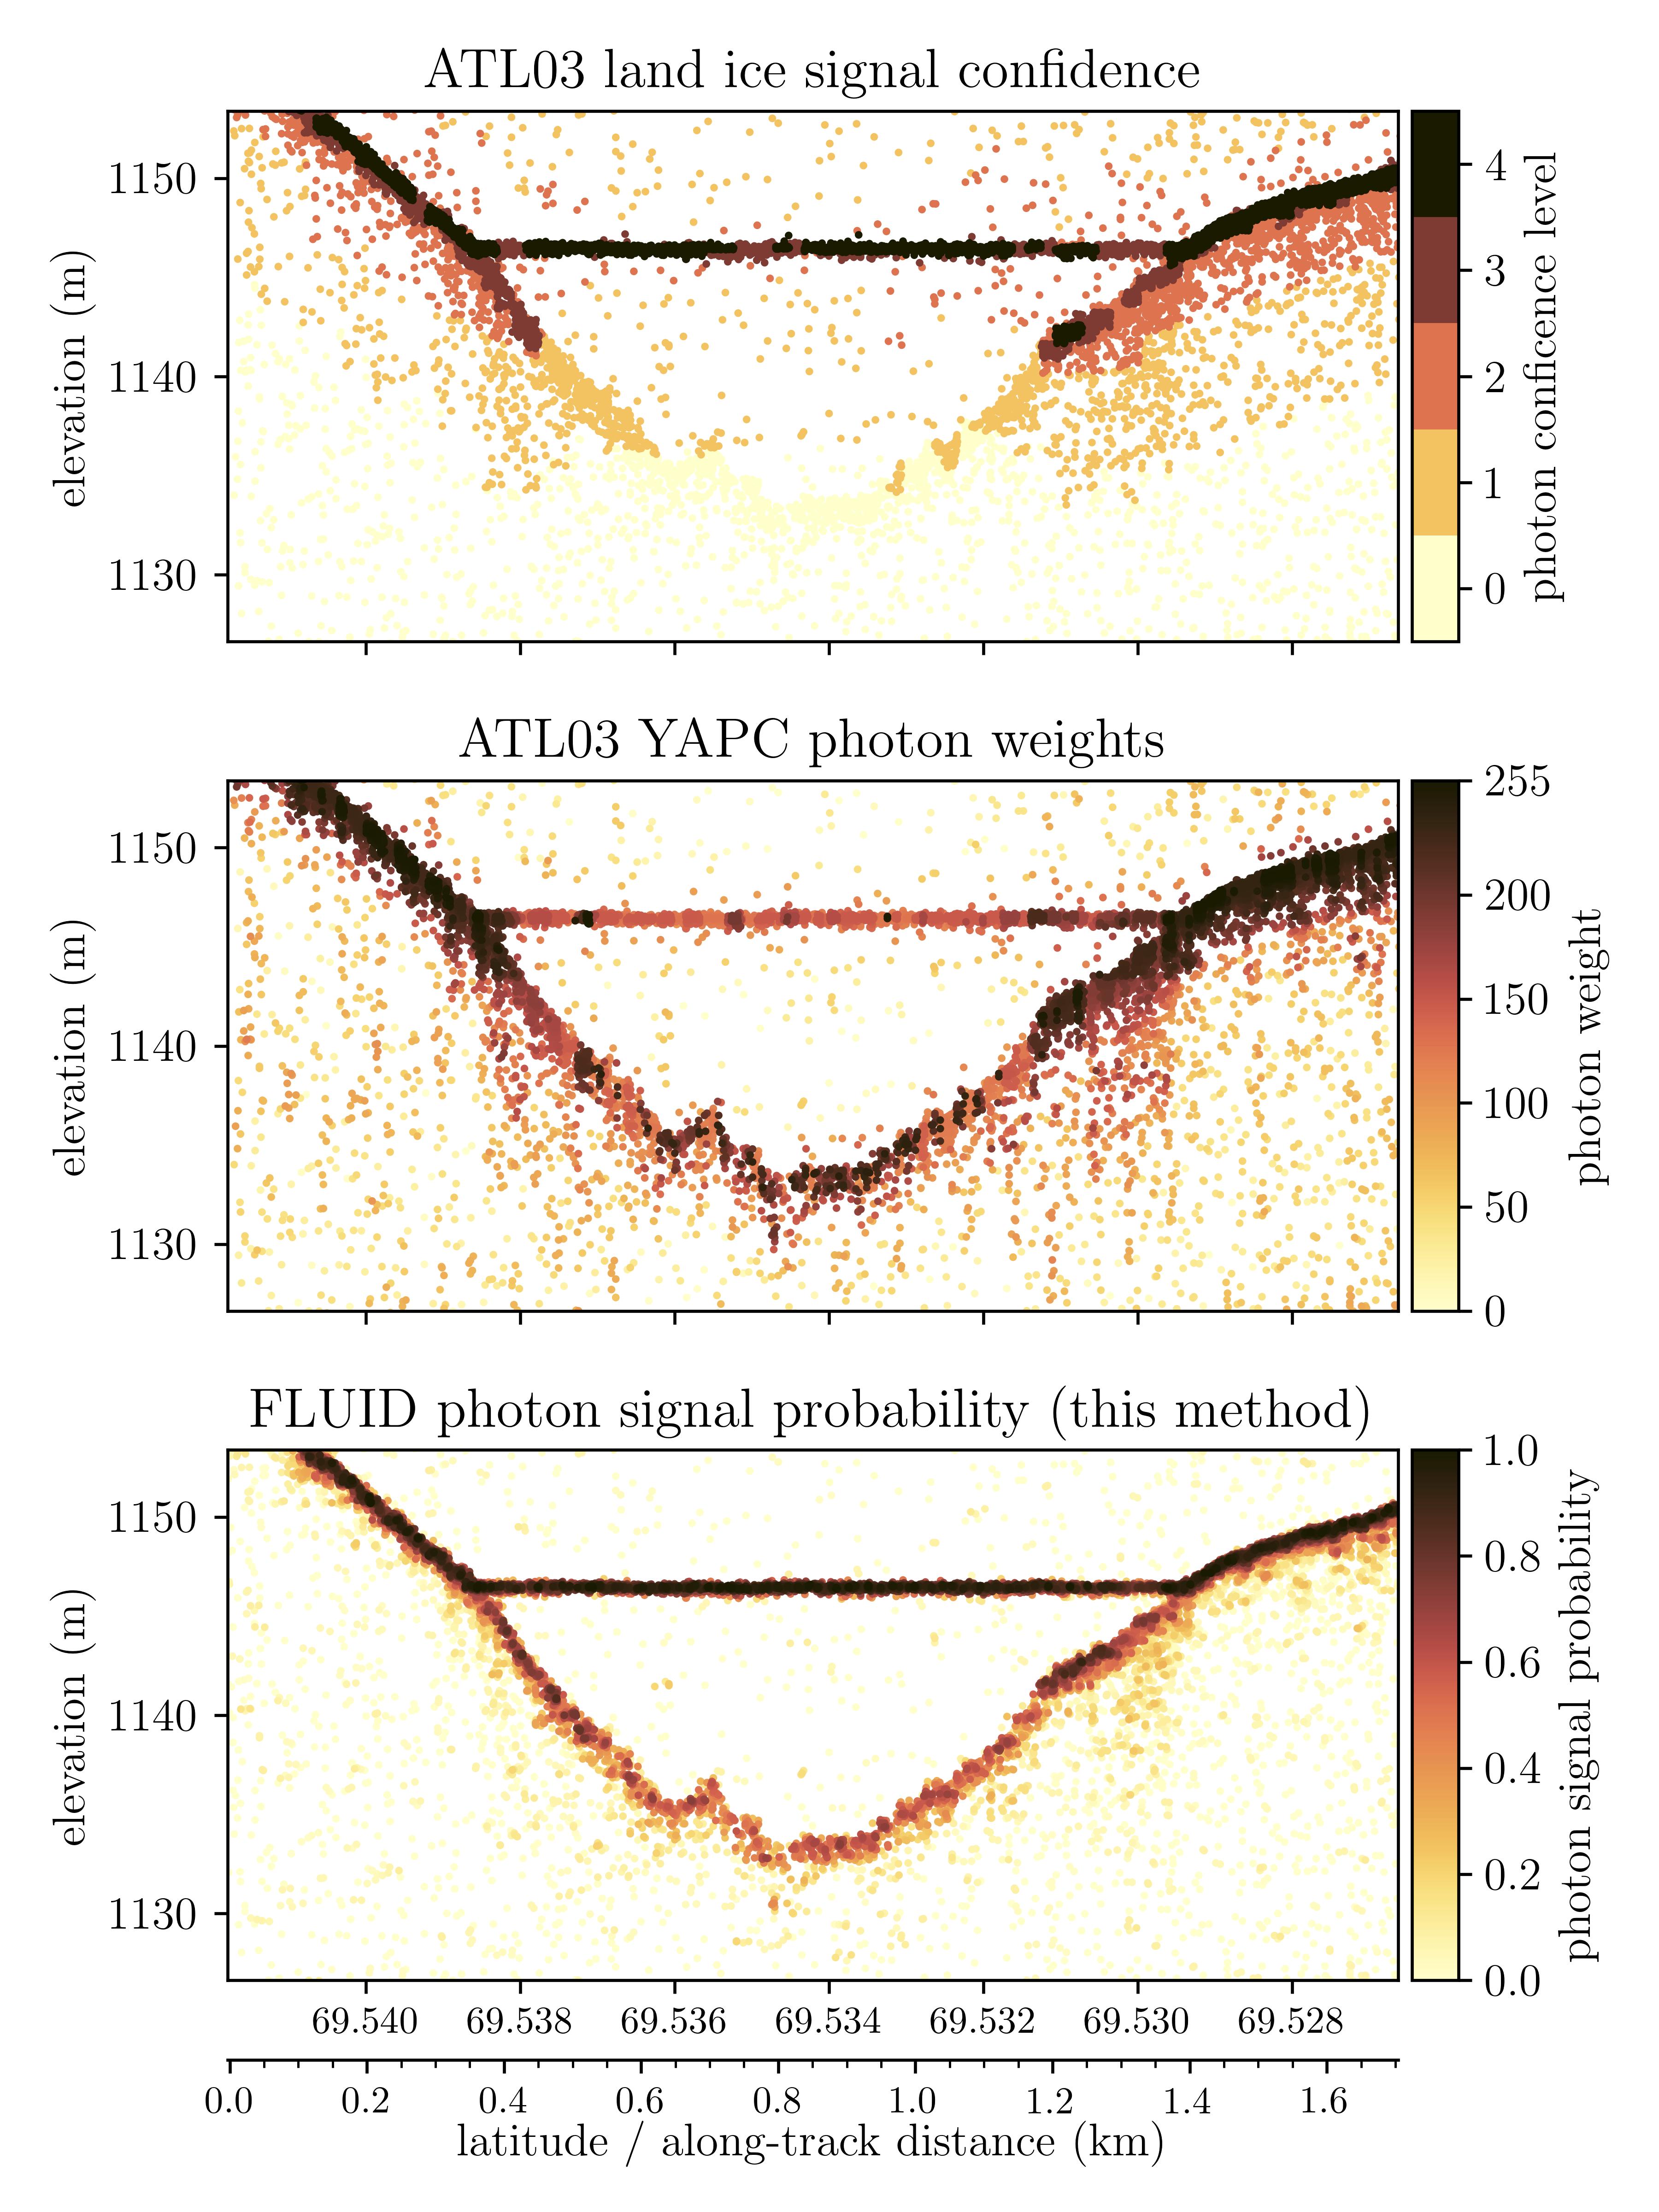 ATL03 land ice signal confidence
1150
1140
1130
elevation (m)
4
3
2
1
0
photon conficence level
ATL03 YAPC photon weights
1150
1140
1130
elevation (m)
255
200
150
100
50
0
photon weight
FLUID photon signal probability (this method)
1150
1140
1130
elevation (m)
1.0
0.8
0.6
0.4
0.2
0.0
photon signal probability
69.540 69.538 69.536 69.534 69.532 69.530 69.528
0.0 0.2 0.4 0.6 0.8 1.0 1.2 1.4 1.6
latitude / along-track distance (km)